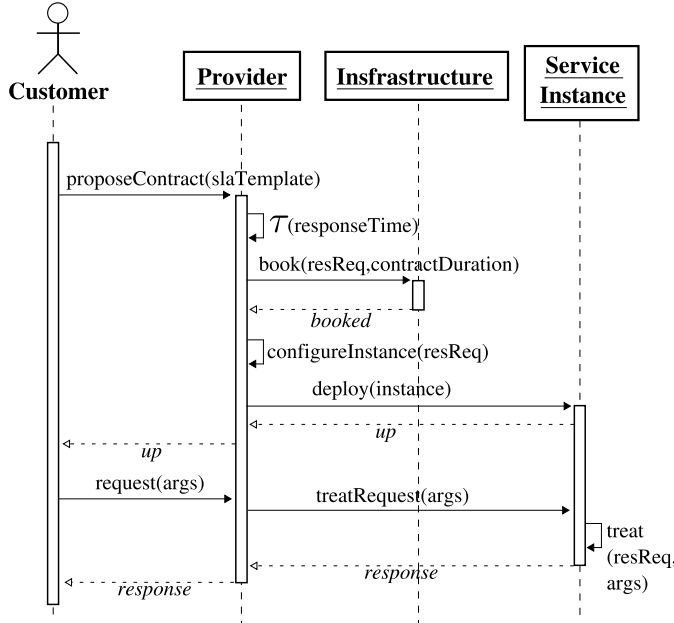 Customer
Provider
Insfrastructure
Service
Instance
proposeContract(slaTemplate)
τ(responseTime)
book(resReq,contractDuration)
booked
configureInstance(resReq)
deploy(instance)
up
up
request(args)
treatRequest(args)
treat
(resReq,
args)
response
response